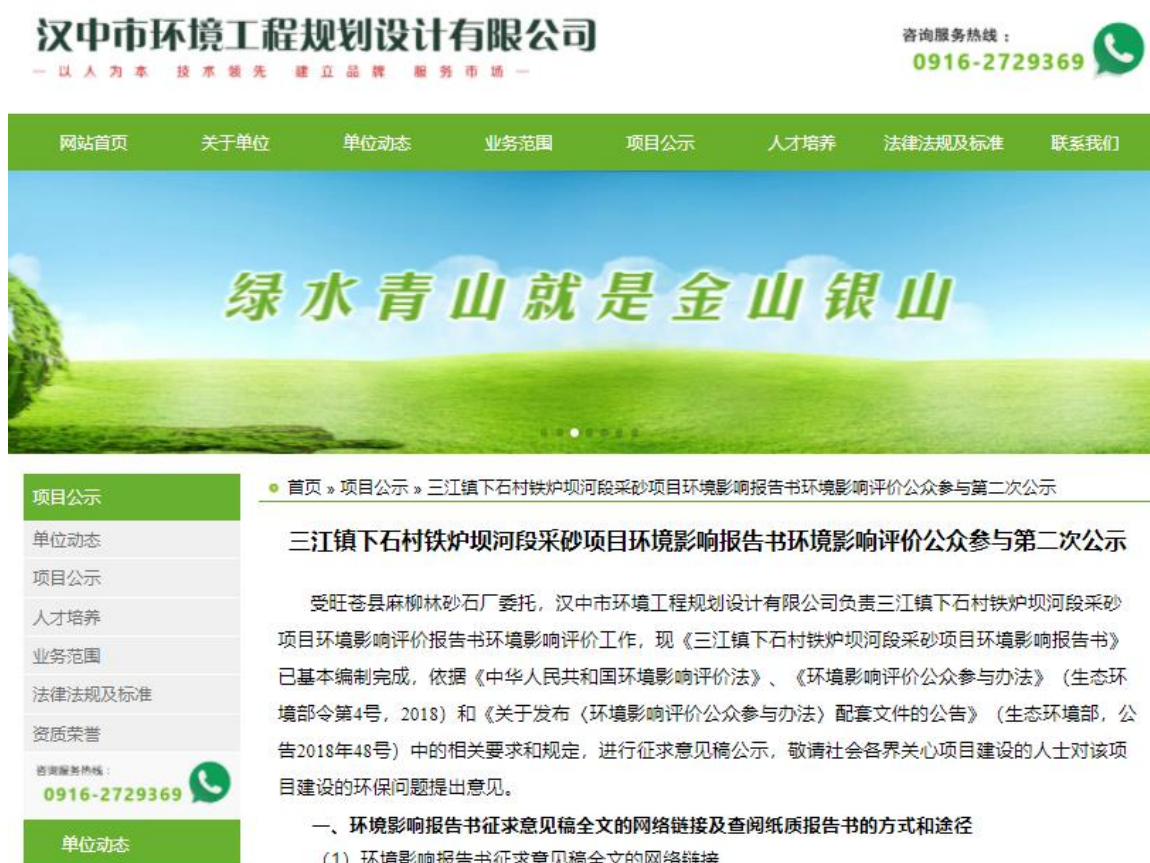 汉中市环境工程规划设计有限公司
一 以人为本 技术领先 建立品牌 服务市场 一
咨询服务热线：
0916-2729369
网站首页 关于单位 单位动态 业务范围 项目公示 人才培养 法律法规及标准 联系我们
绿水青山就是金山银山
项目公示
单位动态
项目公示
人才培养
业务范围
法律法规及标准
资质荣誉
咨询服务热线：
0916-2729369
单位动态
首页 » 项目公示 » 三江镇下石村铁炉坝河段采砂项目环境影响报告书环境影响评价公众参与第二次公示
三江镇下石村铁炉坝河段采砂项目环境影响报告书环境影响评价公众参与第二次公示
受旺苍县麻柳林砂石厂委托，汉中市环境工程规划设计有限公司负责三江镇下石村铁炉坝河段采砂
项目环境影响评价报告书环境影响评价工作，现《三江镇下石村铁炉坝河段采砂项目环境影响报告书》
已基本编制完成，依据《中华人民共和国环境影响评价法》、《环境影响评价公众参与办法》（生态环
境部令第4号，2018）和《关于发布〈环境影响评价公众参与办法〉配套文件的公告》（生态环境部，公
告2018年48号）中的相关要求和规定，进行征求意见稿公示，敬请社会各界关心项目建设的人士对该项
目建设的环保问题提出意见。
一、环境影响报告书征求意见稿全文的网络链接及查阅纸质报告书的方式和途径
（1）环境影响报告书征求意见稿全文的网络链接